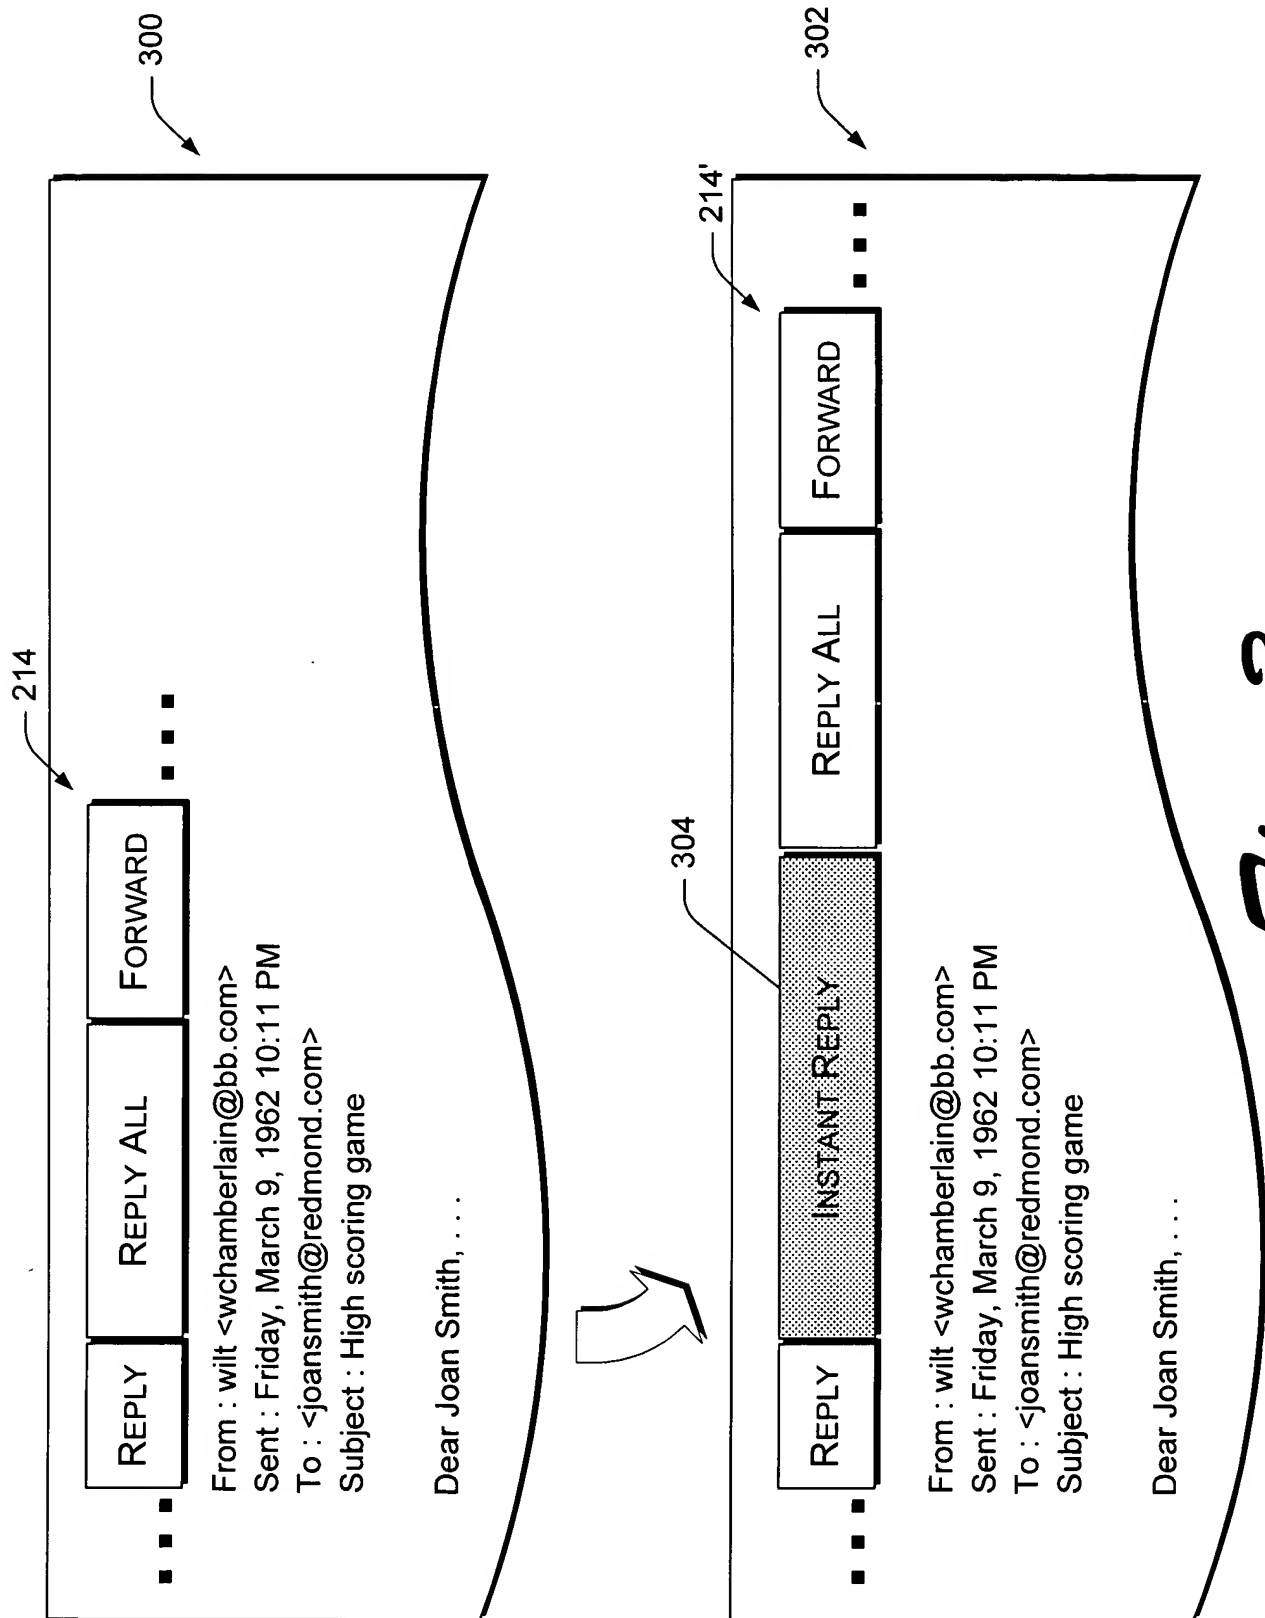 300
214
REPLY REPLY ALL FORWARD
From : wilt <wchamberlain@bb.com>
Sent : Friday, March 9, 1962 10:11 PM
To : <joansmith@redmond.com>
Subject : High scoring game
Dear Joan Smith, . . .
302
214'
304
REPLY INSTANT REPLY REPLY ALL FORWARD
From : wilt <wchamberlain@bb.com>
Sent : Friday, March 9, 1962 10:11 PM
To : <joansmith@redmond.com>
Subject : High scoring game
Dear Joan Smith, . . .